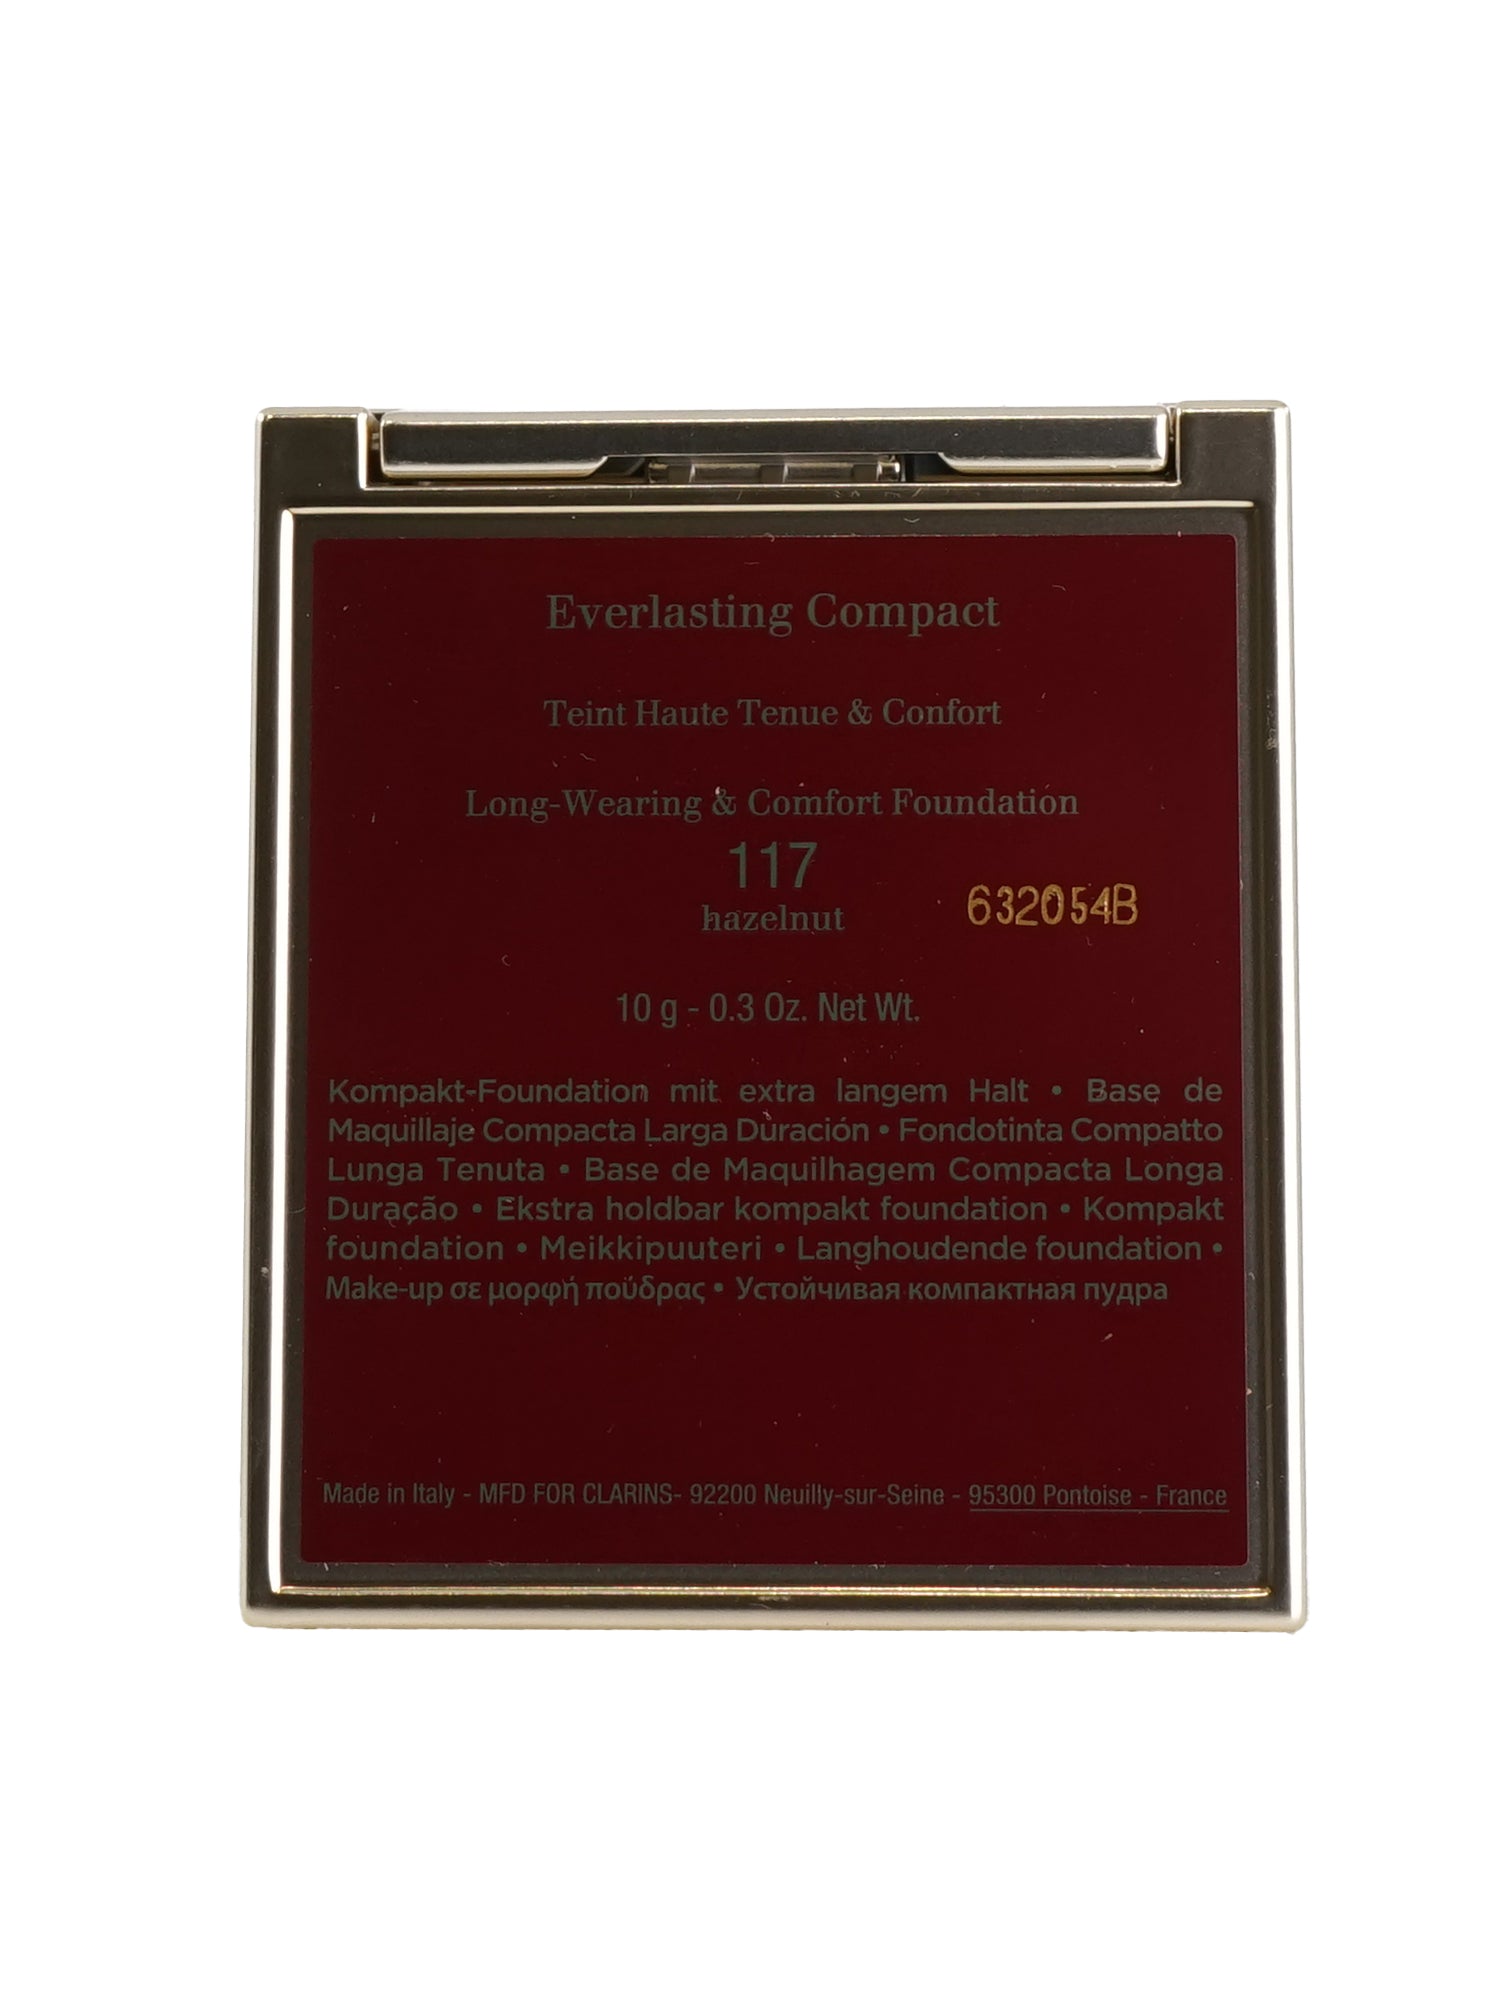 Everlasting Compact
Teint Haute Tenue & Confort
Long-Wearing & Comfort Foundation
117
hazelnut
632054B
10 g - 0.3 Oz. Net Wt.
Kompakt-Foundation mit extra langem Halt • Base de
Maquillaje Compacta Larga Duración • Fondotinta Compatto
Lunga Tenuta • Base de Maquilhagem Compacta Longa
Duração • Ekstra holdbar kompakt foundation • Kompakt
foundation • Meikkipuuteri • Langhoudende foundation •
Make-up σε μορφή πούδρας • Устойчивая компактная пудра
Made in Italy - MFD FOR CLARINS- 92200 Neuilly-sur-Seine - 95300 Pontoise - France